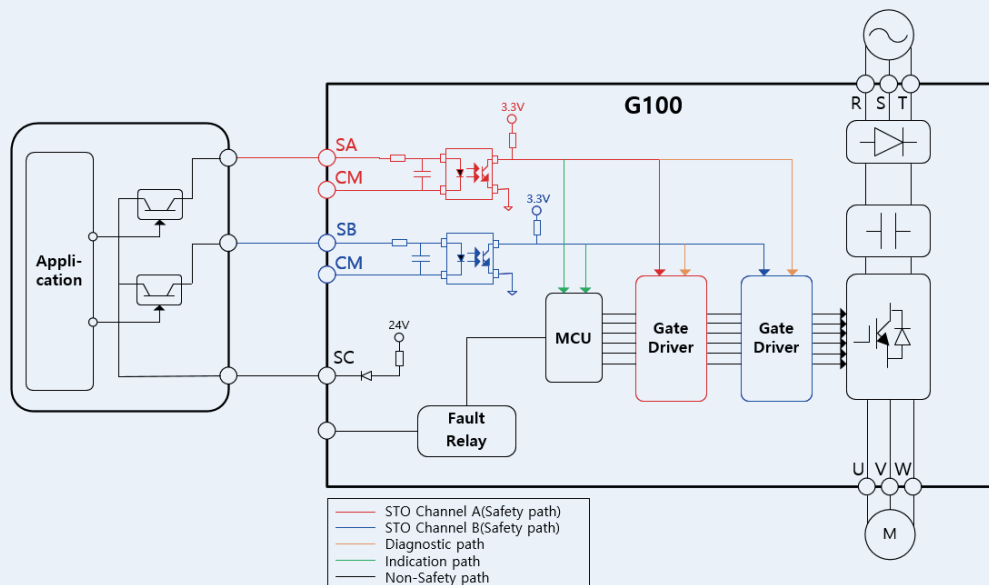 R S T
G100
3.3V
SA
CM
3.3V
SB
CM
Appli-
cation
24V
SC
MCU
Gate
Driver
Gate
Driver
Fault
Relay
U V W
M
STO Channel A(Safety path)
STO Channel B(Safety path)
Diagnostic path
Indication path
Non-Safety path